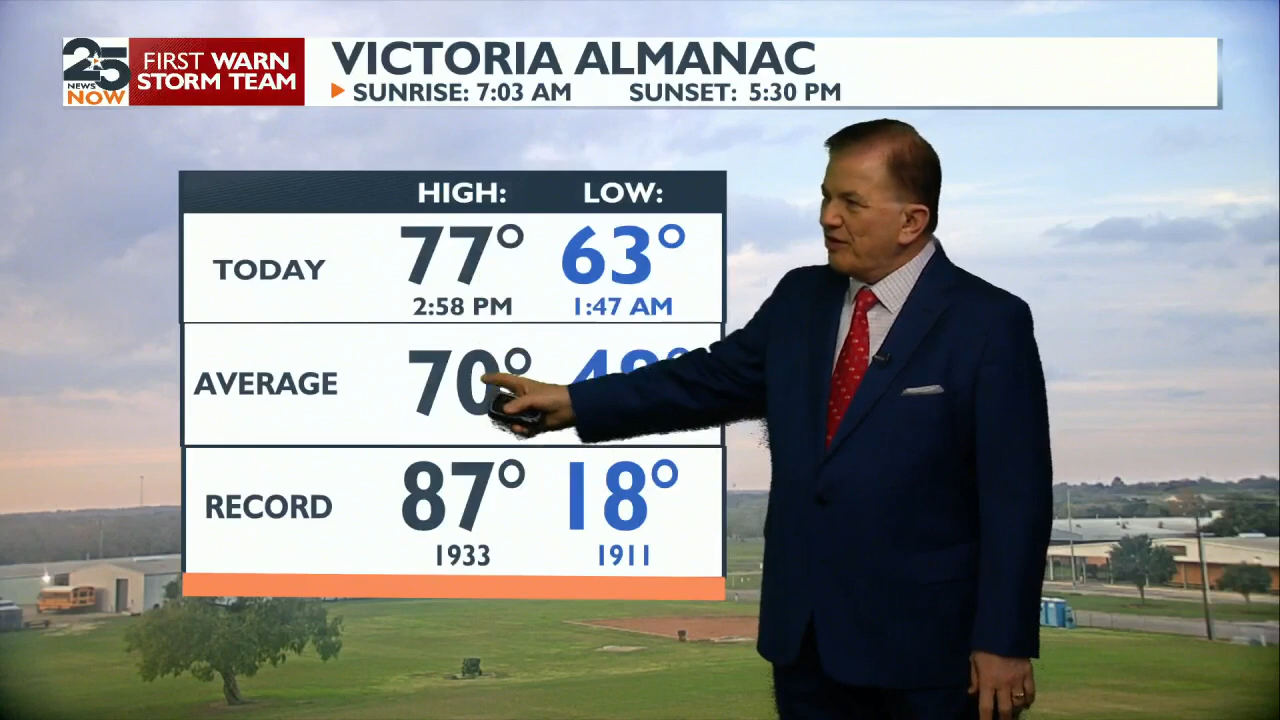 25
NEWS
NOW
FIRST WARN
STORM TEAM
VICTORIA ALMANAC
SUNRISE: 7:03 AM SUNSET: 5:30 PM
HIGH: LOW:
TODAY 77° 63°
2:58 PM 1:47 AM
AVERAGE 70°
RECORD 87° 18°
1933 1911